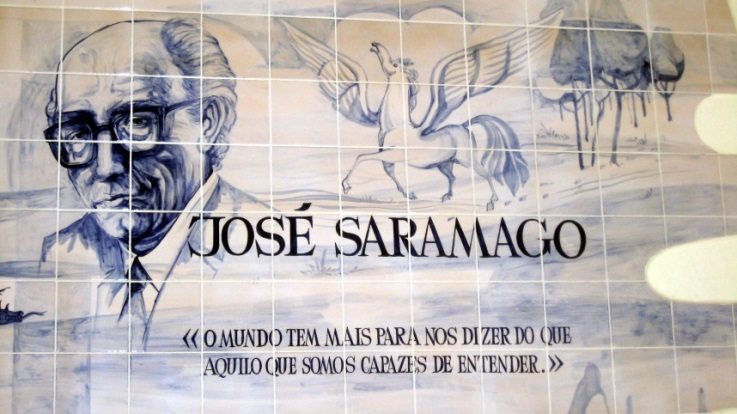 JOSÉ SARAMAGO
«O MUNDO TEM MAIS PARA NOS DIZER DO QUE
AQUILO QUE SOMOS CAPAZES DE ENTENDER.»